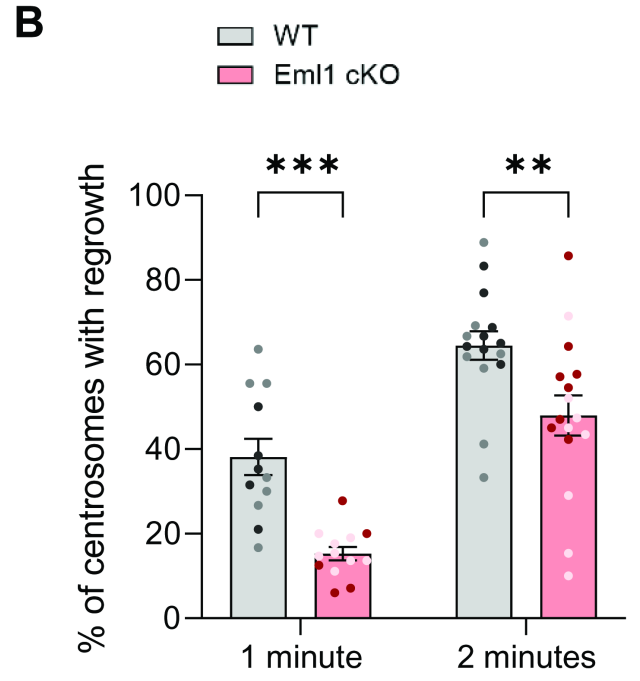 B
WT
Eml1 cKO
*** **
100
80
60
40
20
0
% of centrosomes with regrowth
1 minute 2 minutes